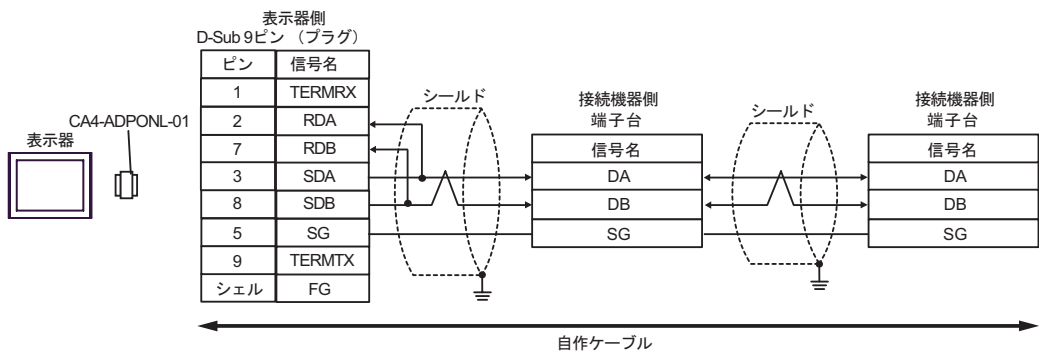 表示器側
D-Sub 9ピン (プラグ)
ピン 信号名
1 TERMRX
2 RDA
7 RDB
3 SDA
8 SDB
5 SG
9 TERMTX
シェル FG
CA4-ADPONL-01
表示器
シールド
接続機器側
端子台
信号名
DA
DB
SG
シールド
接続機器側
端子台
信号名
DA
DB
SG
自作ケーブル